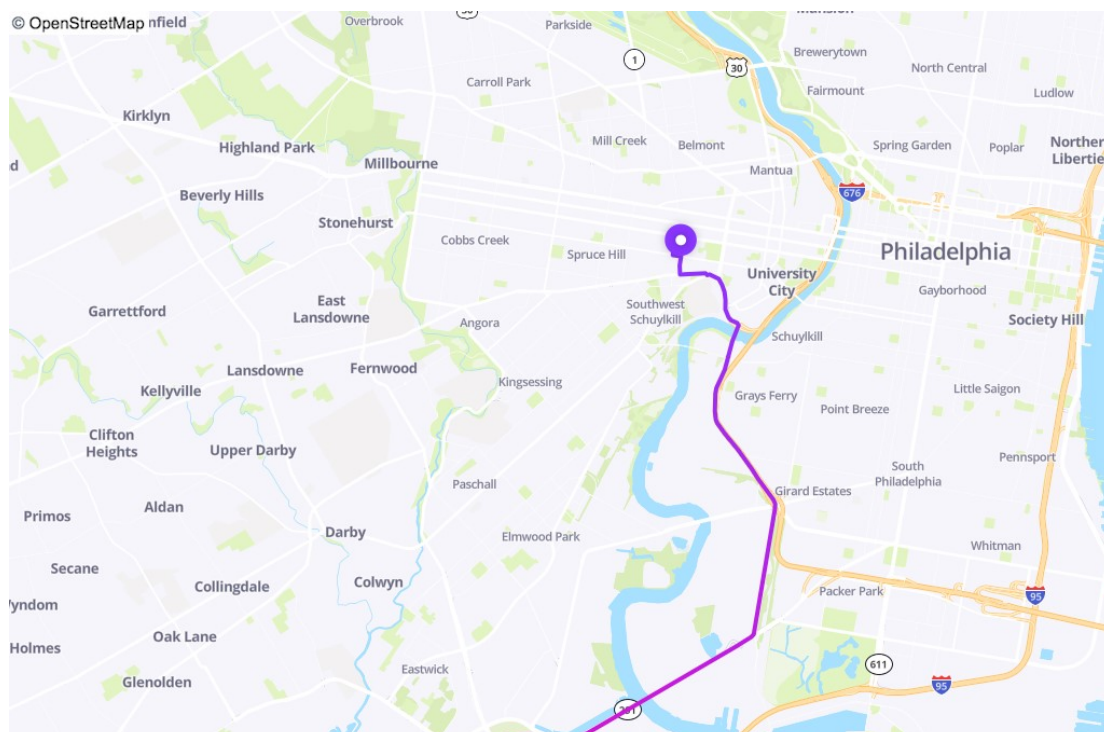 © OpenStreetMap
nfield
Overbrook
30
Parkside
Mansion
Brewerytown
1
30
North Central
Carroll Park
Fairmount
Ludlow
Kirklyn
Highland Park
Mill Creek
Belmont
Spring Garden
Poplar
Northern
Libertie
d
Millbourne
Mantua
Beverly Hills
676
Stonehurst
Cobbs Creek
Spruce Hill
Philadelphia
University
City
Gayborhood
Garrettford
East
Lansdowne
Southwest
Schuylkill
Angora
Society Hill
Schuylkill
Lansdowne
Fernwood
Kingsessing
Kellyville
Grays Ferry
Little Saigon
Point Breeze
Clifton
Heights
Upper Darby
Pennsport
South
Philadelphia
Paschall
Girard Estates
Aldan
Primos
Darby
Elmwood Park
Whitman
Secane
Collingdale
Colwyn
Packer Park
95
yndom
Holmes
Oak Lane
Eastwick
611
Glenolden
95